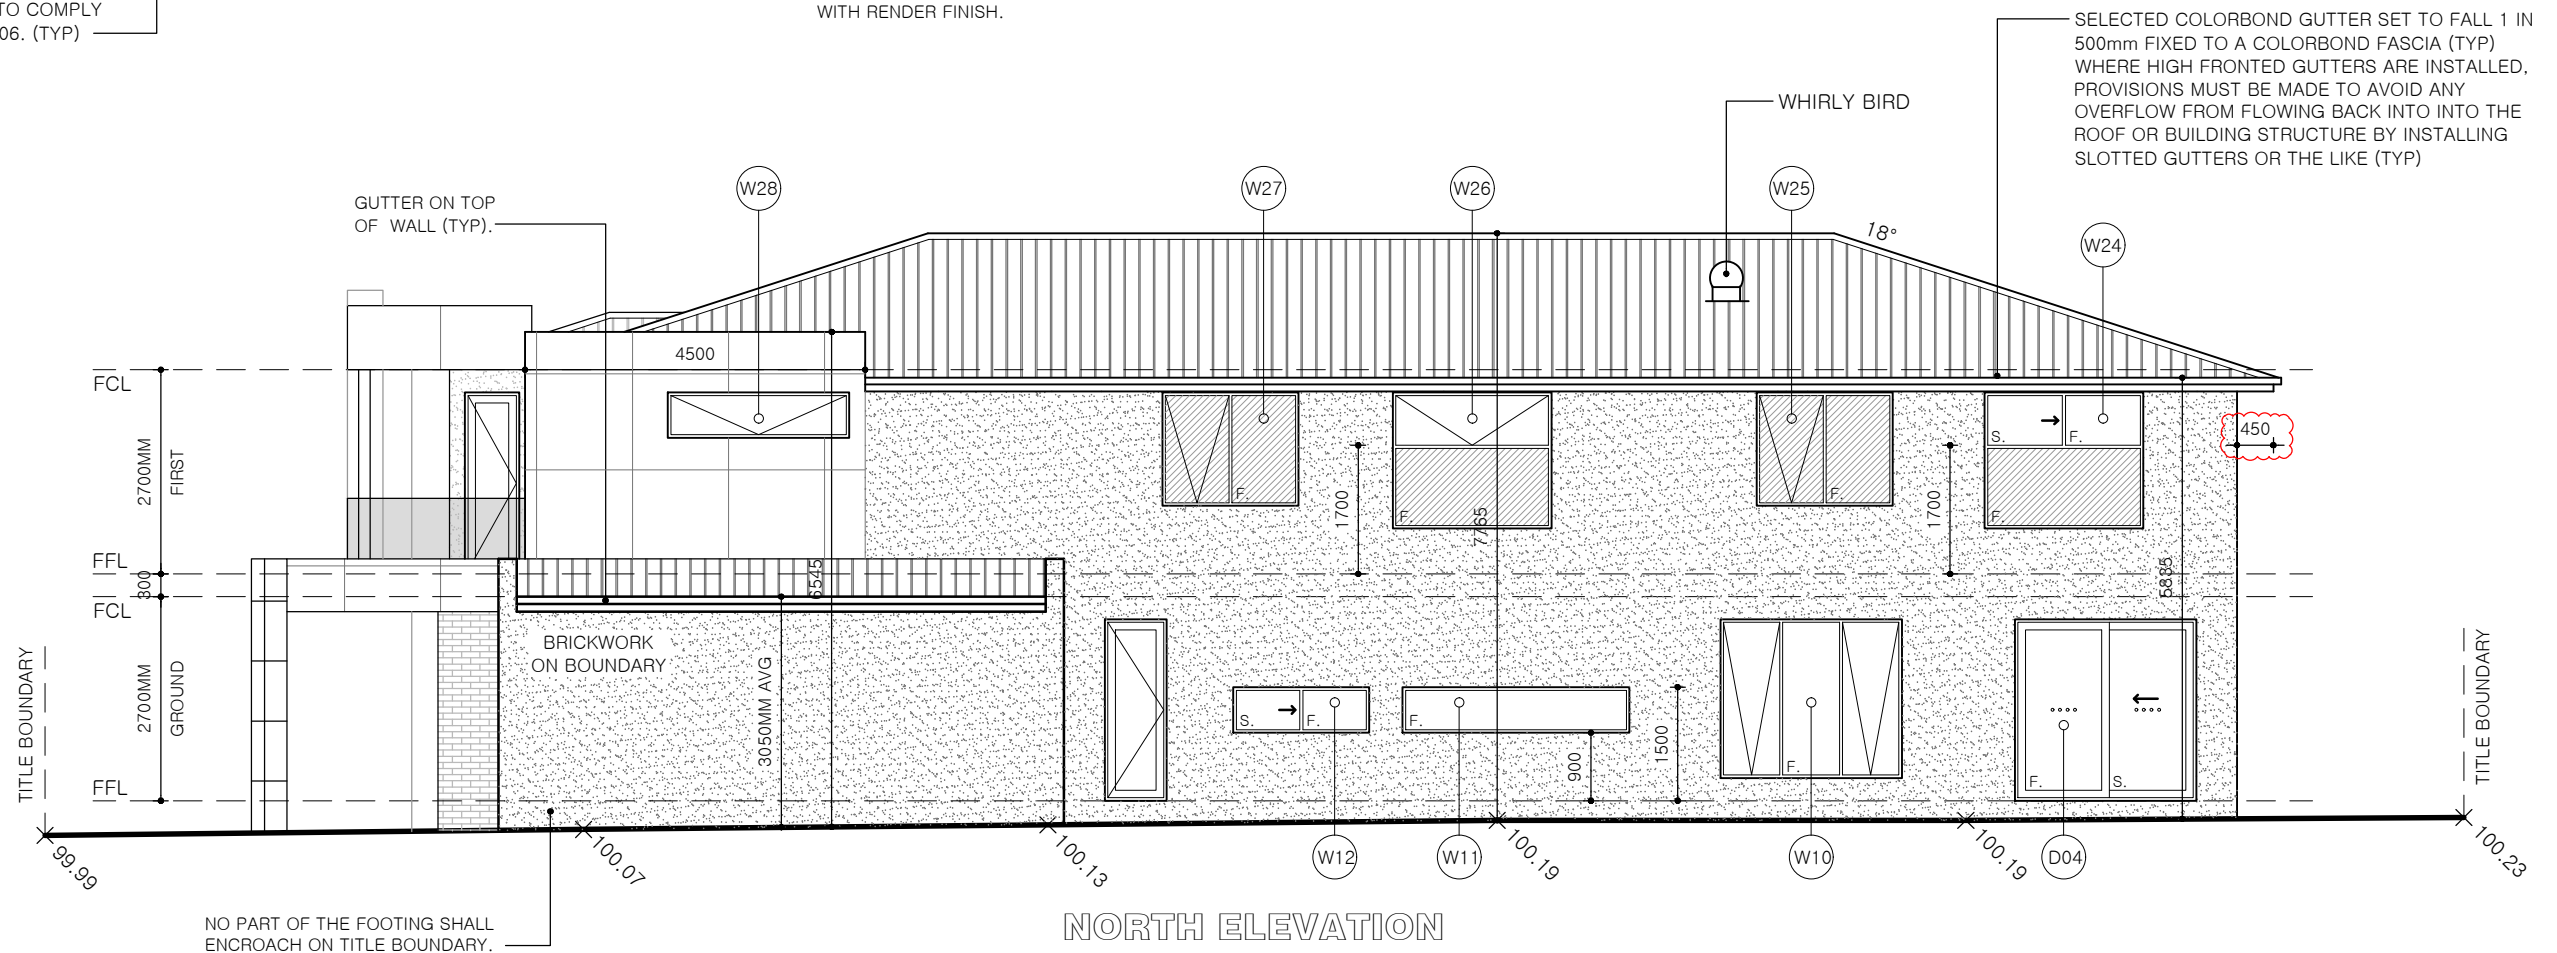 TO COMPLY
06. (TYP)
WITH RENDER FINISH.
SELECTED COLORBOND GUTTER SET TO FALL 1 IN
500mm FIXED TO A COLORBOND FASCIA (TYP)
WHERE HIGH FRONTED GUTTERS ARE INSTALLED,
PROVISIONS MUST BE MADE TO AVOID ANY
OVERFLOW FROM FLOWING BACK INTO INTO THE
ROOF OR BUILDING STRUCTURE BY INSTALLING
SLOTTED GUTTERS OR THE LIKE (TYP)
WHIRLY BIRD
GUTTER ON TOP
OF WALL (TYP).
W28
W27
W26
W25
W24
18°
4500
FCL
2700MM
FIRST
FFL
300
FCL
2700MM
GROUND
FFL
TITLE BOUNDARY
S.
F.
F.
F.
F.
F.
450
1700
7765
1700
5885
6545
BRICKWORK
ON BOUNDARY
3050MM AVG
S.
F.
F.
900
1500
F.
F.
S.
TITLE BOUNDARY
99.99
100.07
100.13
100.19
100.19
100.23
W12
W11
W10
D04
NO PART OF THE FOOTING SHALL
ENCROACH ON TITLE BOUNDARY.
NORTH ELEVATION